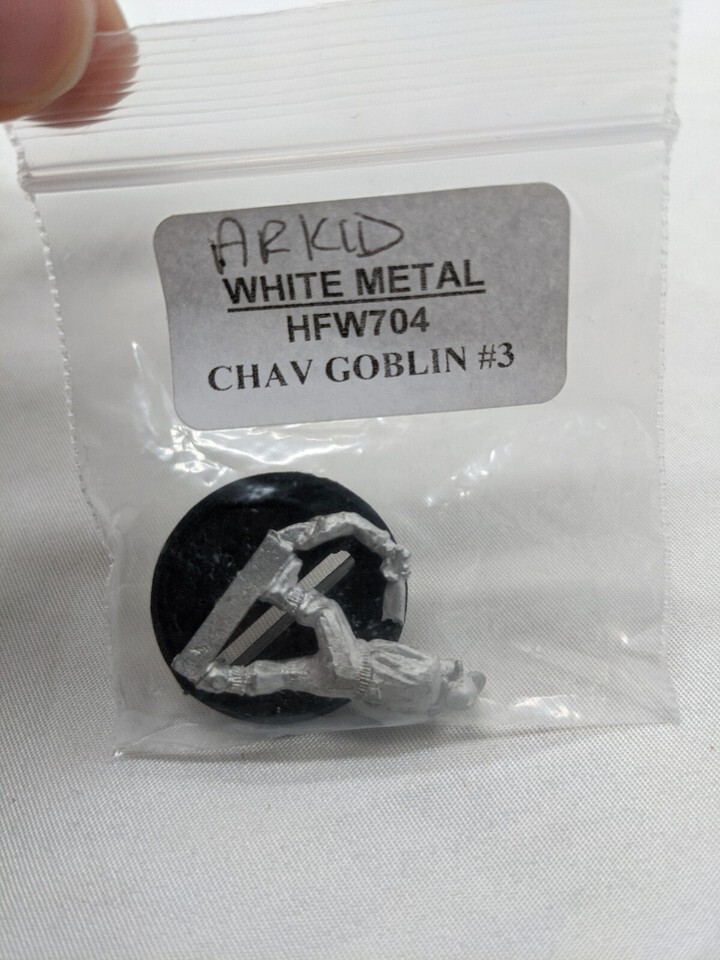 ARKID
WHITE METAL
HFW704
CHAV GOBLIN #3